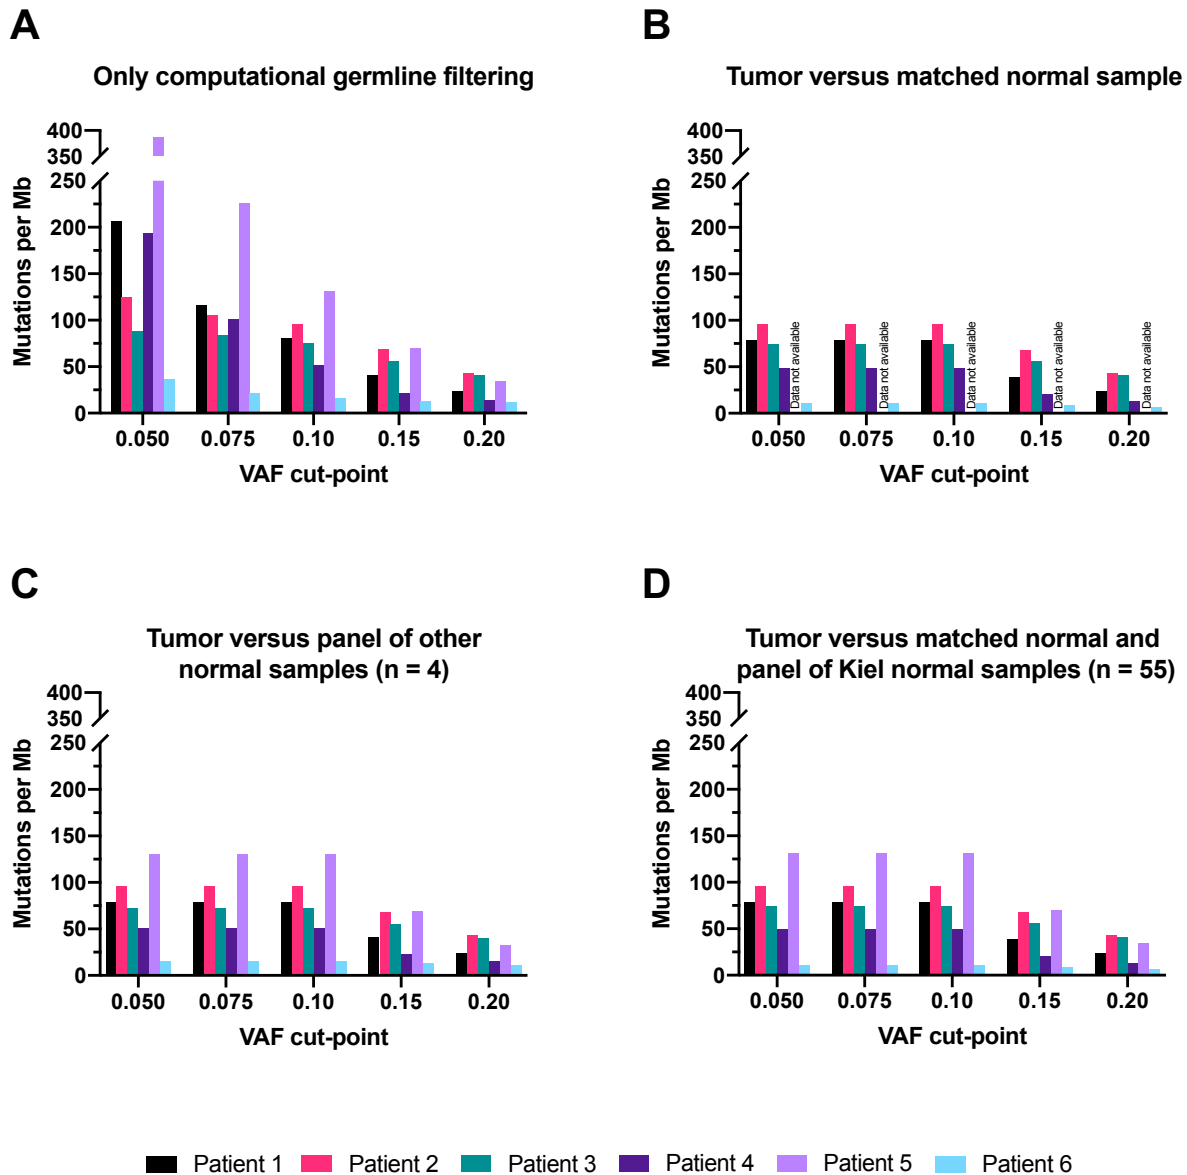 A
Only computational germline filtering
Mutations per Mb
400
350
250
200
150
100
50
0
0.050 0.075 0.10 0.15 0.20
VAF cut-point
B
Tumor versus matched normal sample
Mutations per Mb
400
350
250
200
150
100
50
0
Data not available
Data not available
Data not available
Data not available
Data not available
0.050 0.075 0.10 0.15 0.20
VAF cut-point
C
Tumor versus panel of other
normal samples (n = 4)
Mutations per Mb
400
350
250
200
150
100
50
0
0.050 0.075 0.10 0.15 0.20
VAF cut-point
D
Tumor versus matched normal and
panel of Kiel normal samples (n = 55)
Mutations per Mb
400
350
250
200
150
100
50
0
0.050 0.075 0.10 0.15 0.20
VAF cut-point
Patient 1 Patient 2 Patient 3 Patient 4 Patient 5 Patient 6